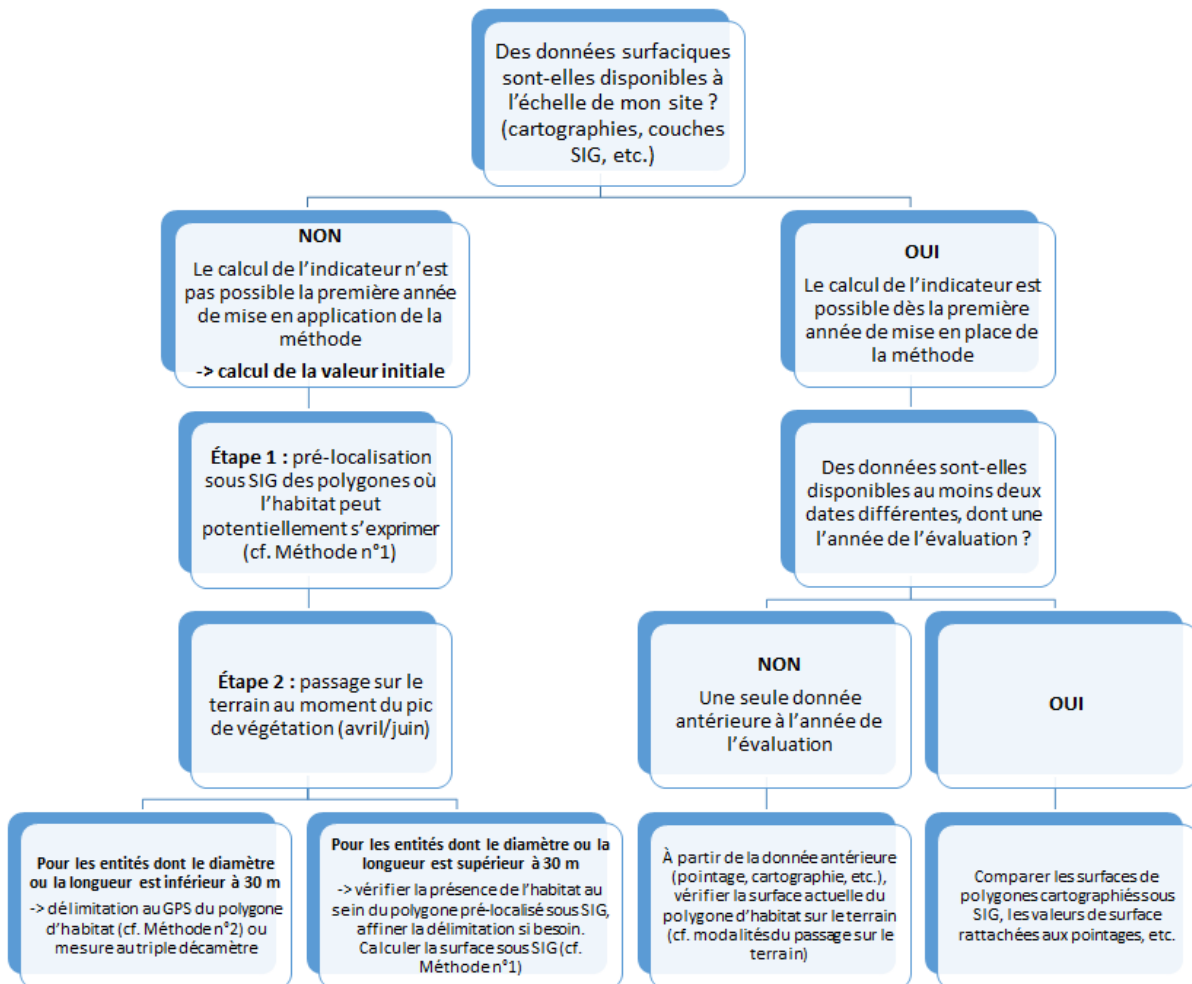 Des données surfaciques
sont-elles disponibles à
l’échelle de mon site ?
(cartographies, couches
SIG, etc.)
NON
Le calcul de l’indicateur n’est
pas possible la première année
de mise en application de la
méthode
-> calcul de la valeur initiale
OUI
Le calcul de l’indicateur est
possible dès la première
année de mise en place de
la méthode
Étape 1 : pré-localisation
sous SIG des polygones où
l’habitat peut
potentiellement s’exprimer
(cf. Méthode n°1)
Des données sont-elles
disponibles au moins deux
dates différentes, dont une
l’année de l’évaluation ?
Étape 2 : passage sur le
terrain au moment du pic
de végétation (avril/juin)
NON
Une seule donnée
antérieure à l’année de
l’évaluation
OUI
Pour les entités dont le diamètre
ou la longueur est inférieur à 30 m
-> délimitation au GPS du polygone
d’habitat (cf. Méthode n°2) ou
mesure au triple décamètre
Pour les entités dont le diamètre ou la
longueur est supérieur à 30 m
-> vérifier la présence de l’habitat au
sein du polygone pré-localisé sous SIG,
affiner la délimitation si besoin.
Calculer la surface sous SIG (cf.
Méthode n°1)
À partir de la donnée antérieure
(pointage, cartographie, etc.),
vérifier la surface actuelle du
polygone d’habitat sur le terrain
(cf. modalités du passage sur le
terrain)
Comparer les surfaces de
polygones cartographiés sous
SIG, les valeurs de surface
rattachées aux pointages, etc.